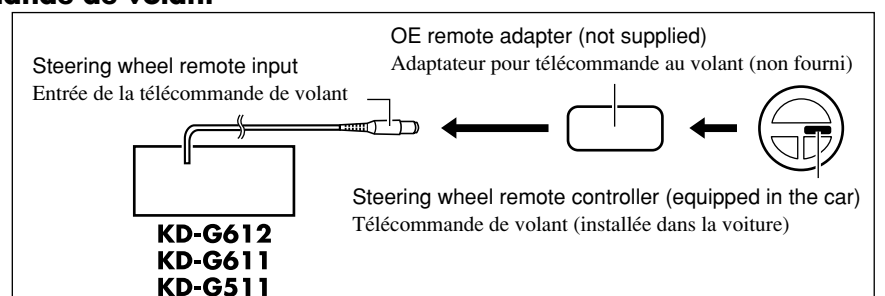 OE remote adapter (not supplied)
Adaptateur pour télécommande au volant (non fourni)
Steering wheel remote input
Entrée de la télécommande de volant
Steering wheel remote controller (equipped in the car)
Télécommande de volant (installée dans la voiture)
KD-G612
KD-G611
KD-G511